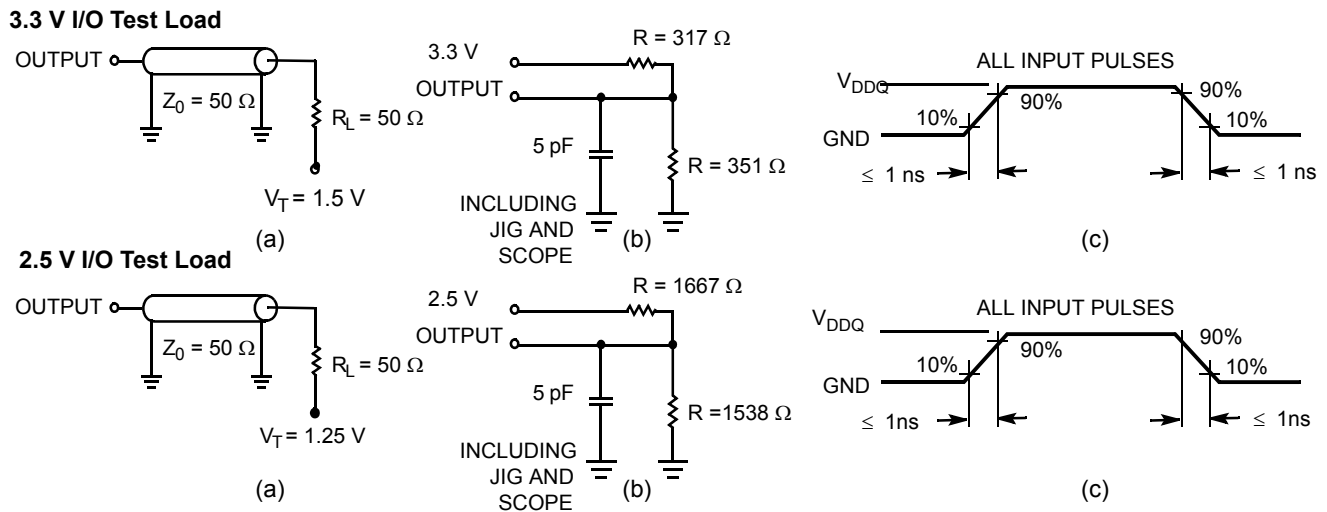 3.3 V I/O Test Load
OUTPUT
Z0 = 50 Ω
RL = 50 Ω
VT = 1.5 V
(a)
3.3 V
OUTPUT
R = 317 Ω
5 pF
R = 351 Ω
INCLUDING
JIG AND
SCOPE
(b)
ALL INPUT PULSES
VDDQ
GND
10%
90%
90%
10%
≤ 1 ns
≤ 1 ns
(c)
2.5 V I/O Test Load
OUTPUT
Z0 = 50 Ω
RL = 50 Ω
VT = 1.25 V
(a)
2.5 V
OUTPUT
R = 1667 Ω
5 pF
R =1538 Ω
INCLUDING
JIG AND
SCOPE
(b)
ALL INPUT PULSES
VDDQ
GND
10%
90%
90%
10%
≤ 1ns
≤ 1ns
(c)